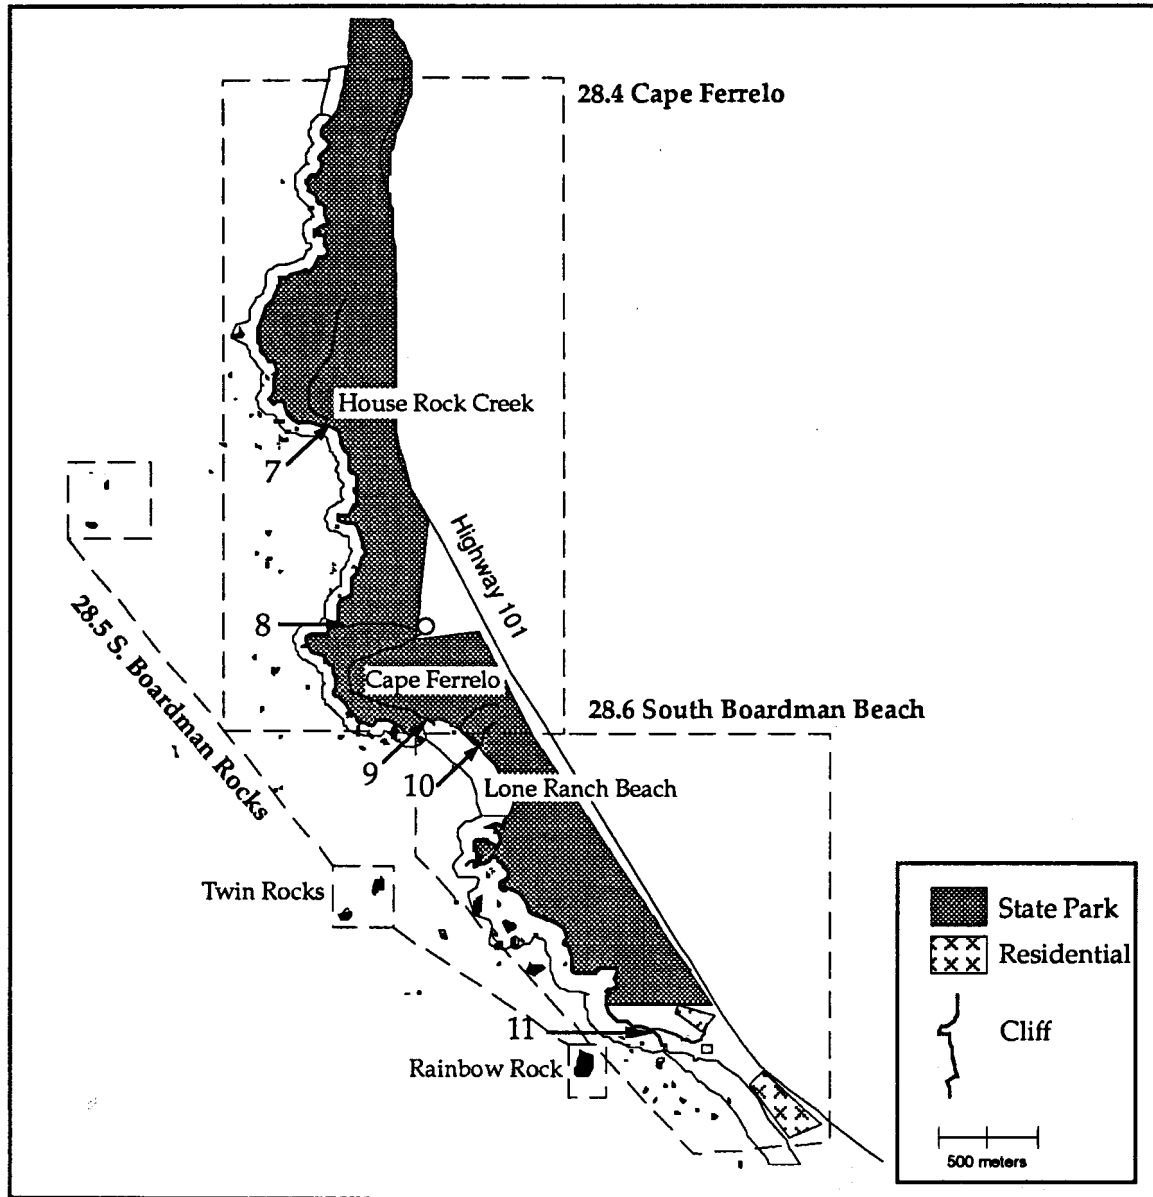 28.4 Cape Ferrelo
House Rock Creek
7
Highway 101
28.5 S. Boardman Rocks
8
Cape Ferrelo
28.6 South Boardman Beach
9
10
Lone Ranch Beach
Twin Rocks
11
Rainbow Rock
State Park
Residential
Cliff
500 meters